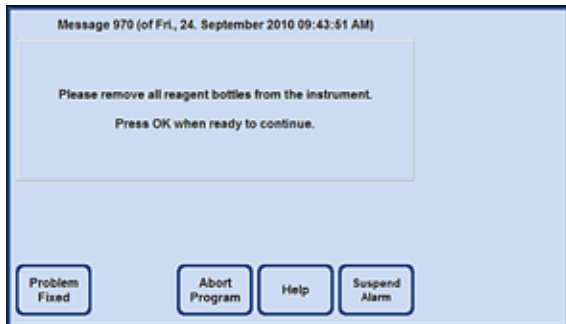 Message 970 (of Fri., 24. September 2010 09:43:51 AM)
Please remove all reagent bottles from the instrument.
Press OK when ready to continue.
Problem
Fixed
Abort
Program
Help
Suspend
Alarm